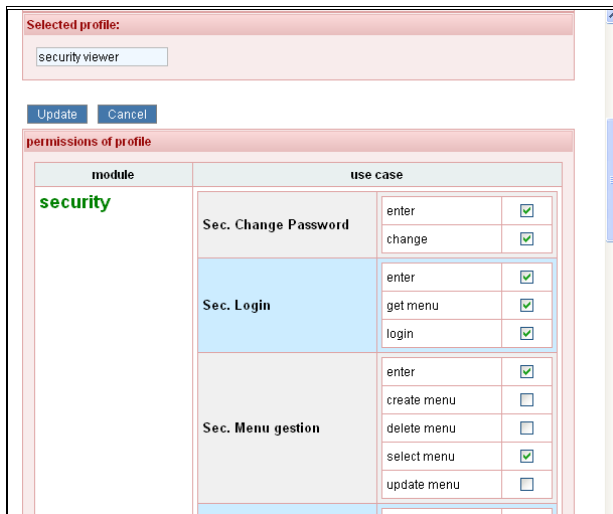 Selected profile:
security viewer
Update Cancel
permissions of profile
module use case
security
Sec. Change Password
enter
change
Sec. Login
enter
get menu
login
Sec. Menu gestion
enter
create menu
delete menu
select menu
update menu